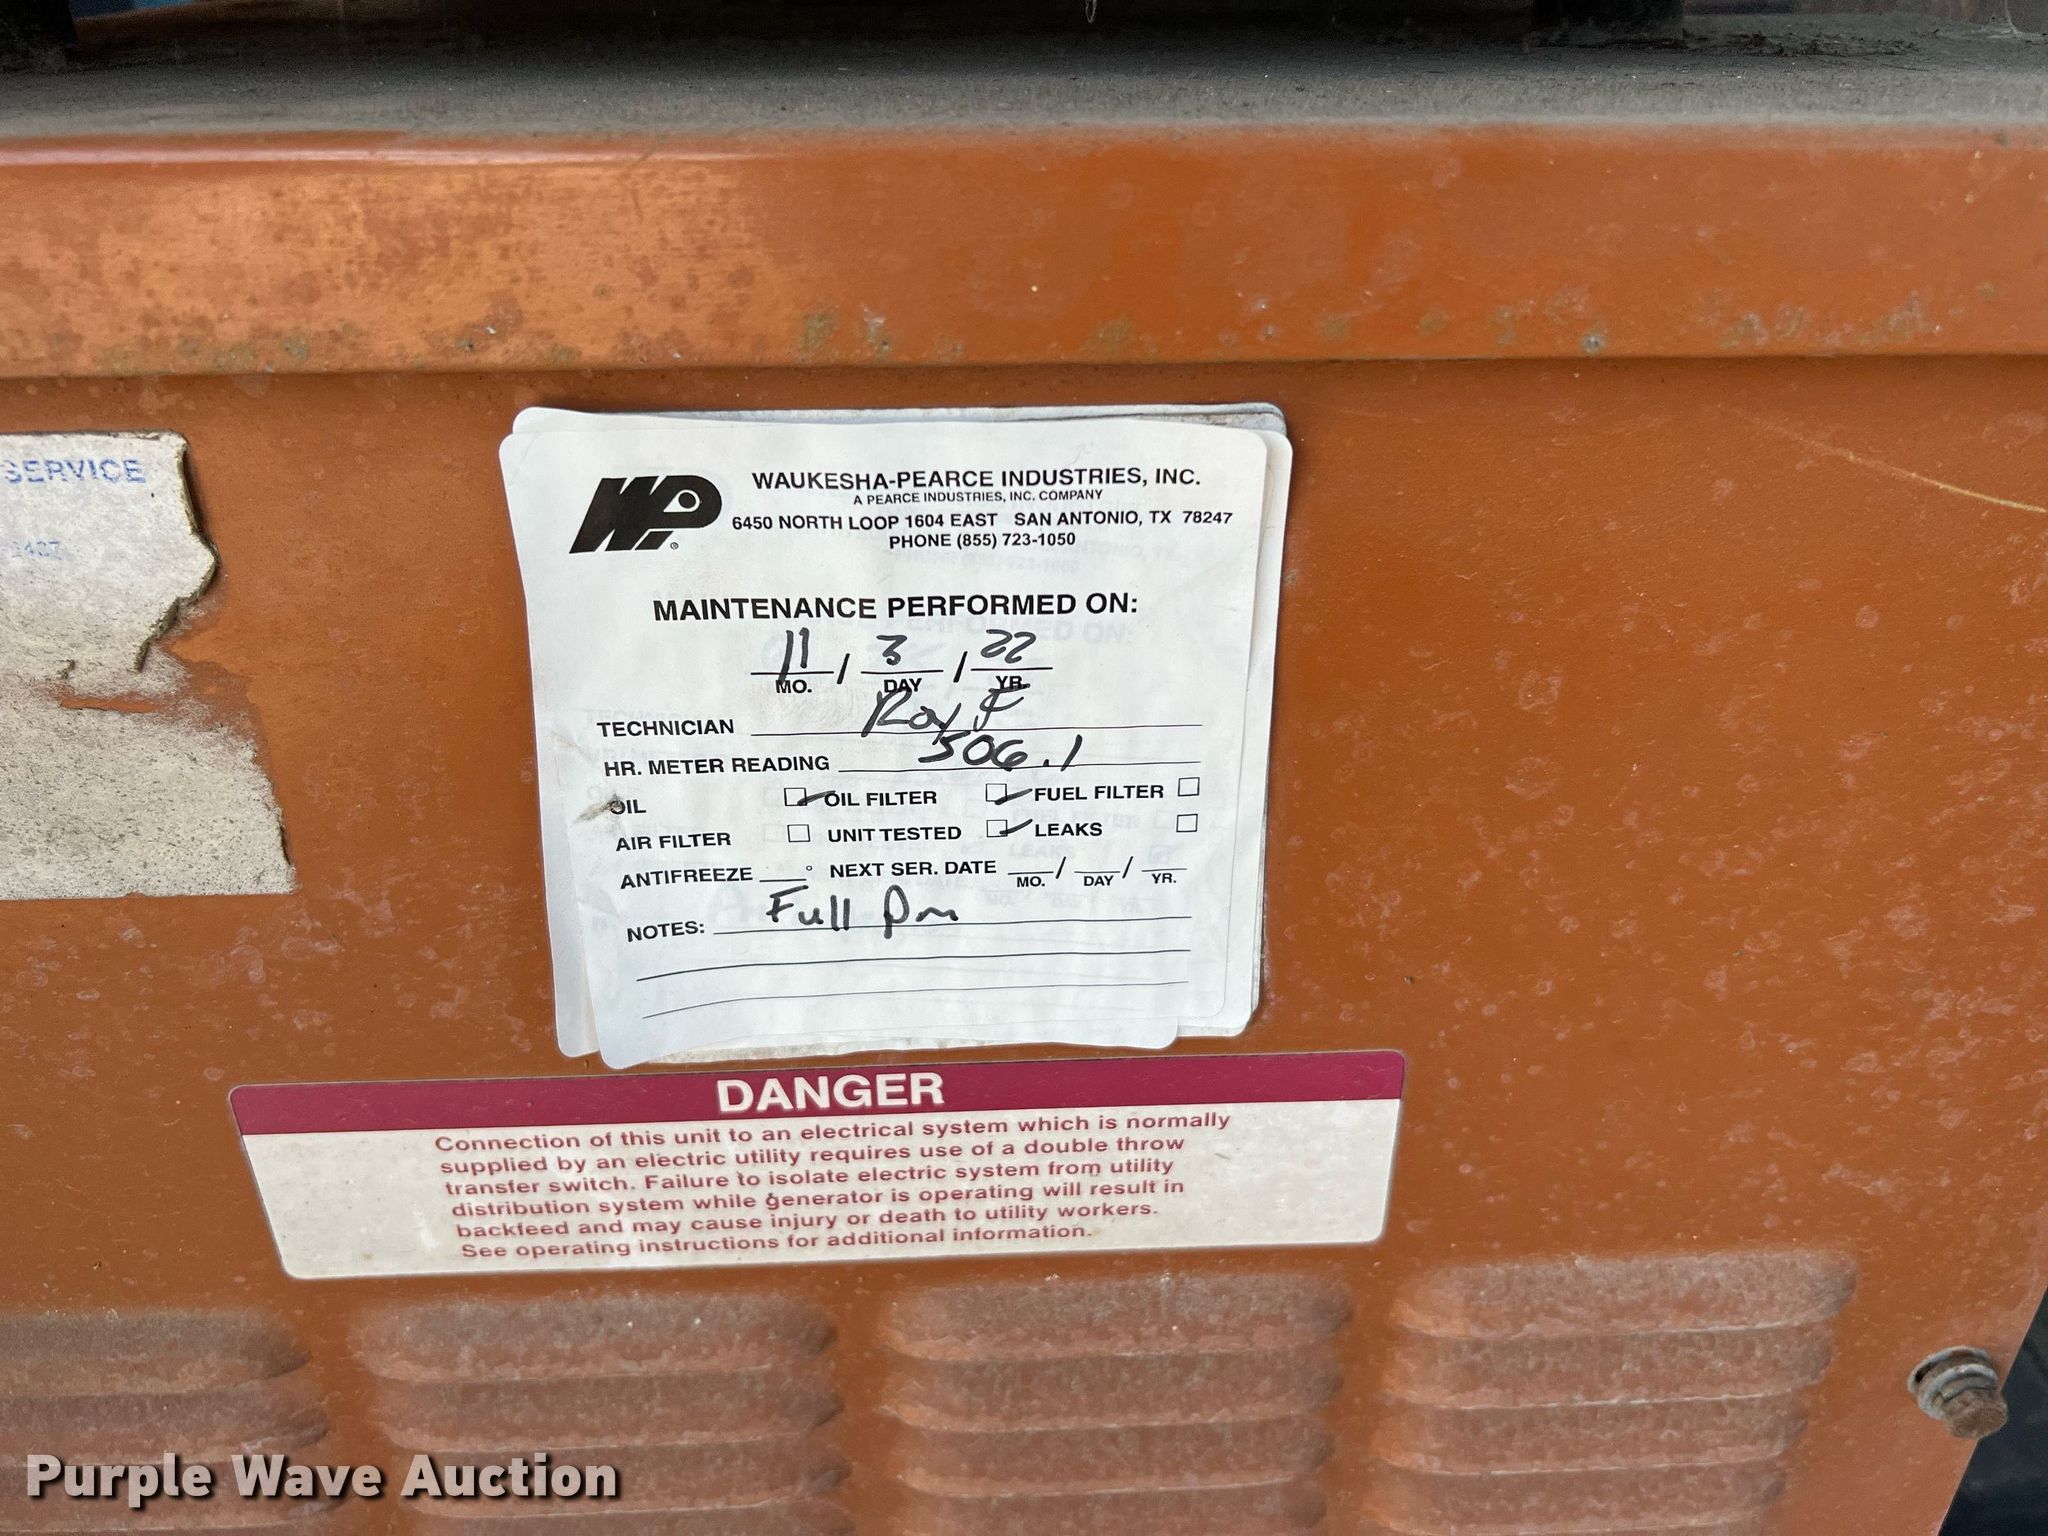 SERVICE
WP
WAUKESHA-PEARCE INDUSTRIES, INC.
A PEARCE INDUSTRIES, INC. COMPANY
6450 NORTH LOOP 1604 EAST SAN ANTONIO, TX 78247
PHONE (855) 723-1050
MAINTENANCE PERFORMED ON:
11 / 3 / 22
MO. DAY YR.
TECHNICIAN Roy F
HR. METER READING 506.1
OIL OIL FILTER FUEL FILTER
AIR FILTER UNIT TESTED LEAKS
ANTIFREEZE ___° NEXT SER. DATE ___/___/___
MO. DAY YR.
NOTES: Full pm
DANGER
Connection of this unit to an electrical system which is normally
supplied by an electric utility requires use of a double throw
transfer switch. Failure to isolate electric system from utility
distribution system while generator is operating will result in
backfeed and may cause injury or death to utility workers.
See operating instructions for additional information.
Purple Wave Auction